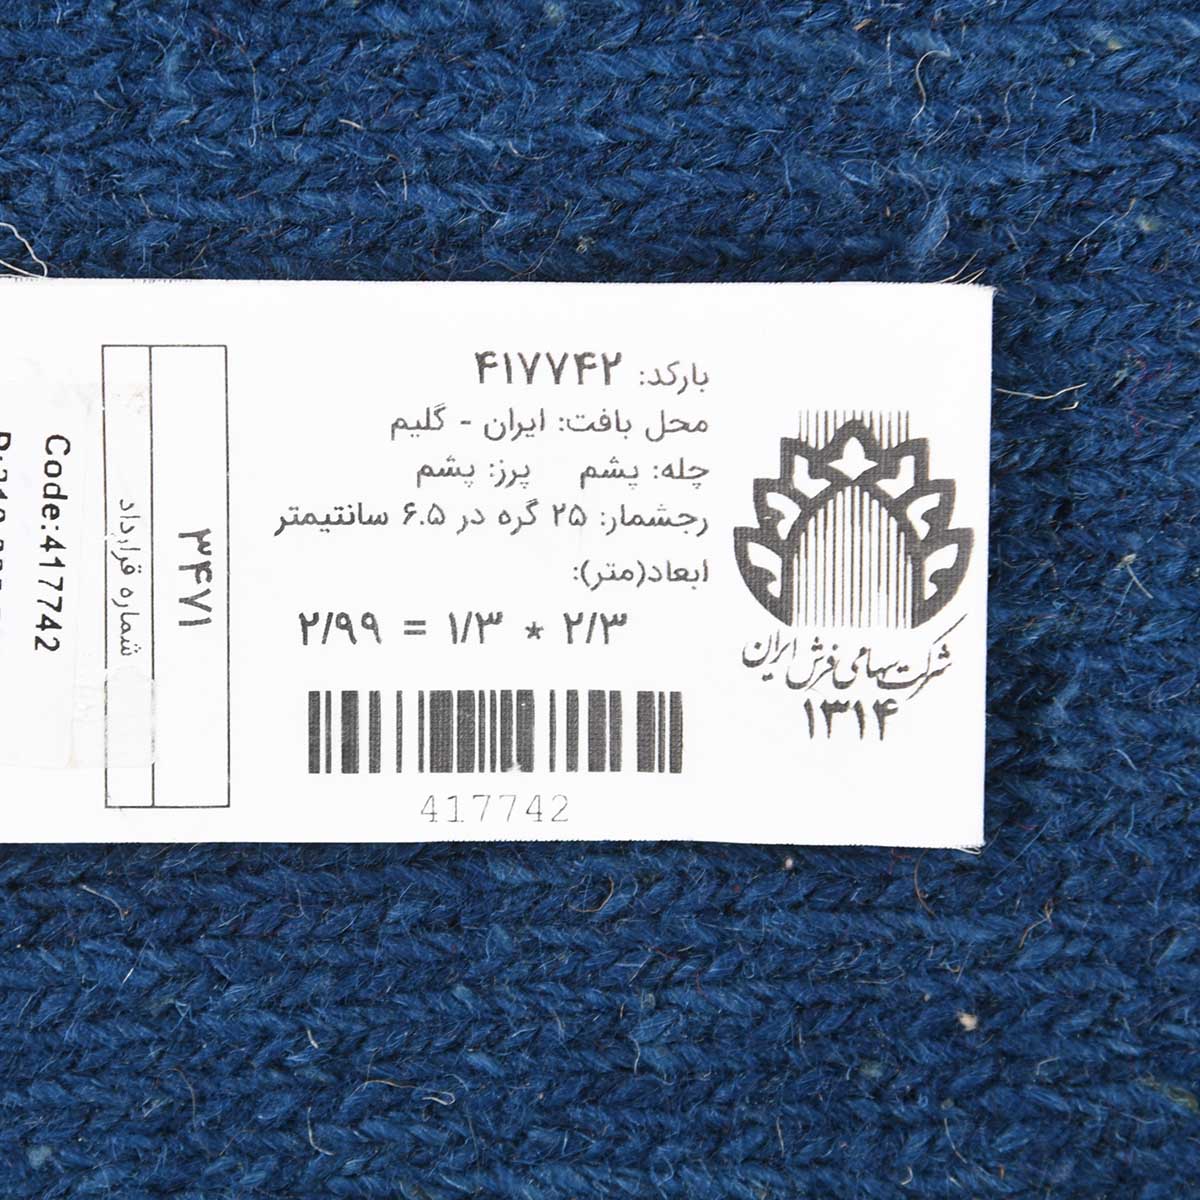 بارکد: ۴۱۷۷۴۲
محل بافت: ایران - گلیم
چله: پشم پرز: پشم
رجشمار: ۲۵ گره در ۶.۵ سانتیمتر
ابعاد(متر):
۲/۳ * ۱/۳ = ۲/۹۹
417742
شرکت سهامی فرش ایران
۱۳۱۴
۳۴۷۱
شماره قرارداد
Code:417742